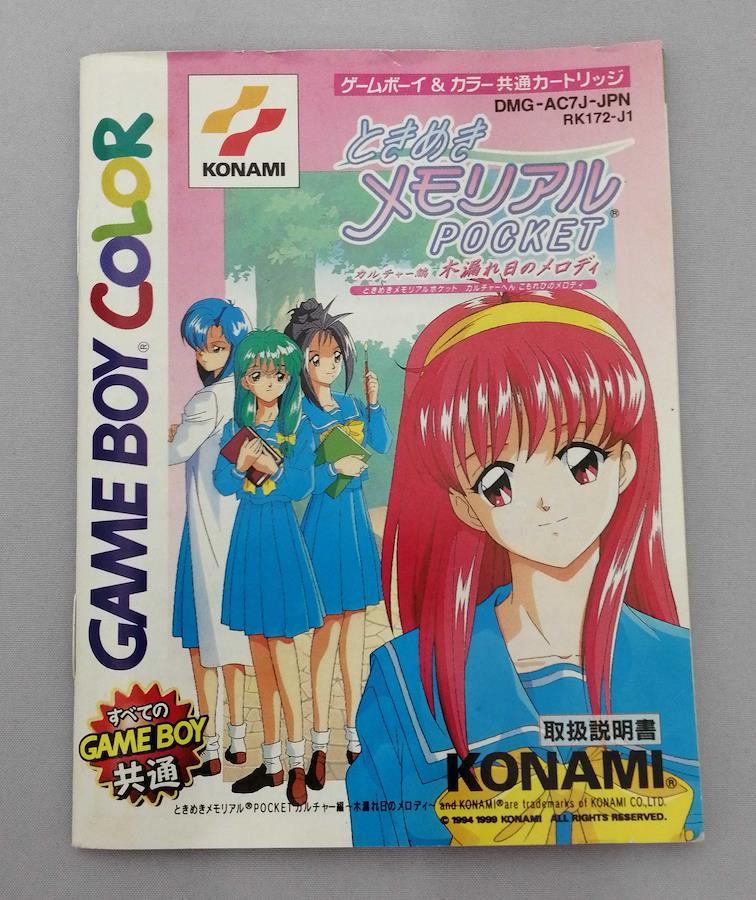 GAME BOY® COLOR
KONAMI
ゲームボーイ & カラー共通カートリッジ
DMG-AC7J-JPN
RK172-J1
ときめき
メモリアル®
POCKET
カルチャー編 木漏れ日のメロディ
ときめきメモリアルポケット カルチャーへん こもれびのメロディ
すべての
GAME BOY
共通
取扱説明書
KONAMI®
ときめきメモリアル®POCKETカルチャー編~木漏れ日のメロディ~ and KONAMI®are trademarks of KONAMI CO.,LTD.
©1994 1999 KONAMI ALL RIGHTS RESERVED.